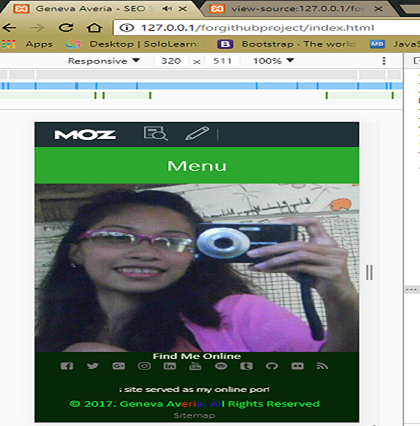 Geneva Averia - SEO S
view-source:127.0.0.1/for
127.0.0.1/forgithubproject/index.html
Apps Desktop | SoloLearn B Bootstrap · The world MB JavaS
Responsive 320 x 511 100%
MOZ
Menu
Find Me Online
site served as my online port
© 2017. Geneva Averia. All Rights Reserved
Sitemap